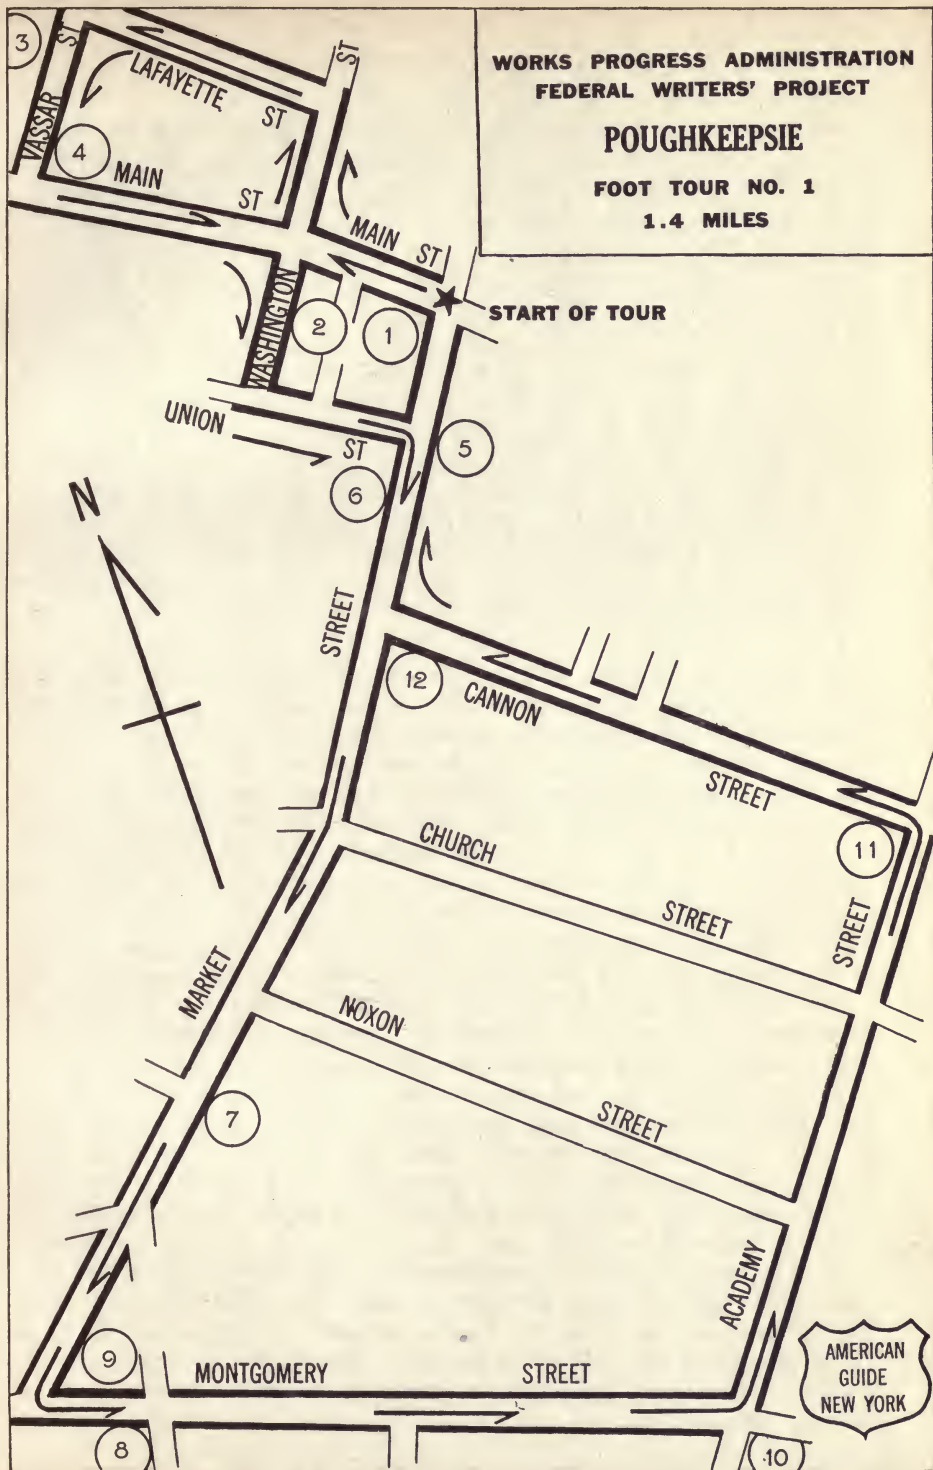 WORKS PROGRESS ADMINISTRATION
FEDERAL WRITERS' PROJECT
POUGHKEEPSIE
FOOT TOUR NO. 1
1.4 MILES
3
ST
VASSAR
LAFAYETTE
ST
ST
4
MAIN
ST
MAIN
ST
START OF TOUR
WASHINGTON
2
1
UNION
ST
5
6
N
STREET
12
CANNON
STREET
11
CHURCH
STREET
STREET
MARKET
NOXON
STREET
7
ACADEMY
9
MONTGOMERY
STREET
8
10
AMERICAN
GUIDE
NEW YORK